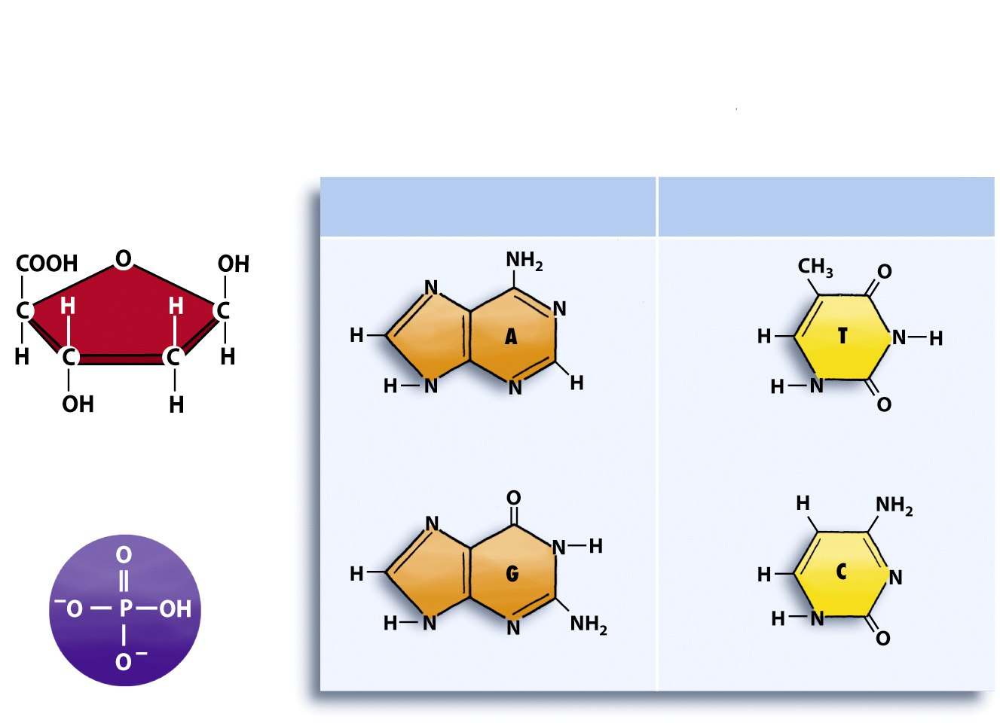 COOH O OH
C H H C
H C C H
OH H
O
⁻O P OH
O⁻
NH₂
N N
H A
H N N H
CH₃ O
H T N H
H N O
O
N N H
H G
H N N NH₂
H NH₂
H C N
H N O